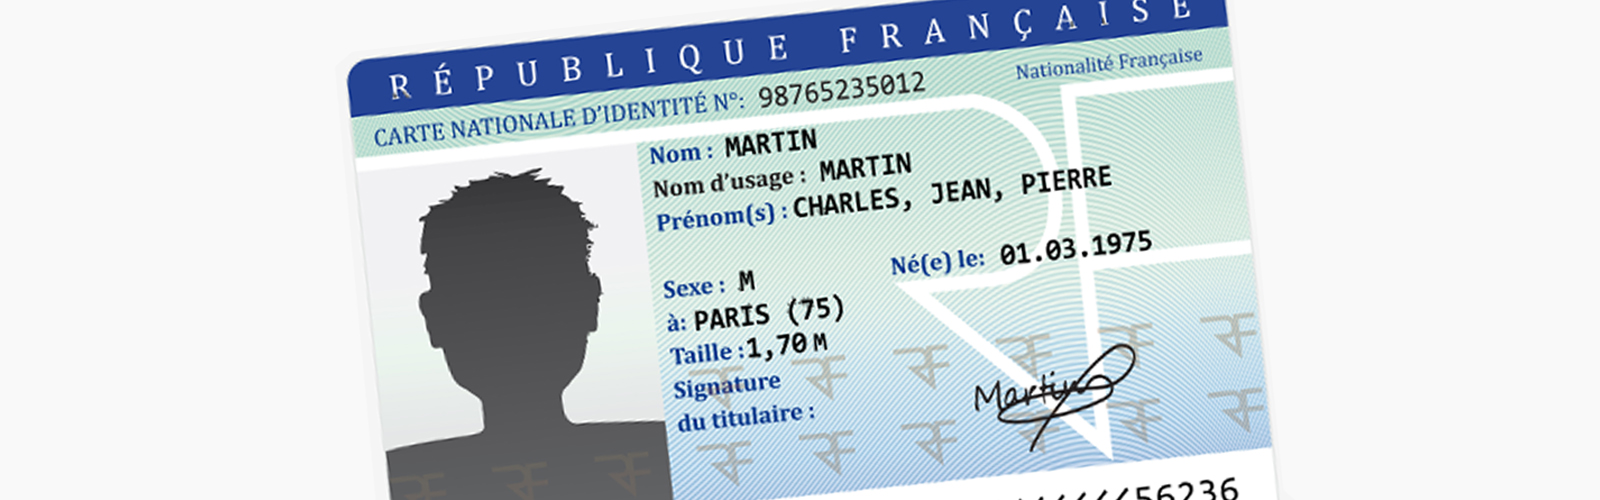 RÉPUBLIQUE FRANÇAISE
CARTE NATIONALE D'IDENTITÉ N°: 98765235012 Nationalité Française
Nom : MARTIN
Nom d'usage : MARTIN
Prénom(s) : CHARLES, JEAN, PIERRE
Sexe : M Né(e) le: 01.03.1975
à: PARIS (75)
Taille : 1,70 M
Signature
du titulaire :
Martin
56236